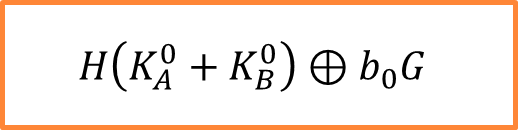 H(K_A^0 + K_B^0) ⊕ b_0G